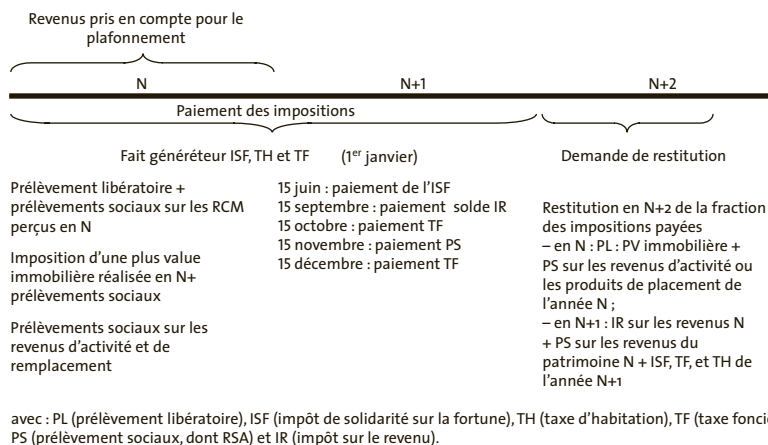 Revenus pris en compte pour le
plafonnement
N
N+1
N+2
Paiement des impositions
Fait généréteur ISF, TH et TF (1er janvier)
Demande de restitution
Prélèvement libératoire +
prélèvements sociaux sur les RCM
perçus en N
Imposition d'une plus value
immobilière réalisée en N+
prélèvements sociaux
Prélèvements sociaux sur les
revenus d'activité et de
remplacement
15 juin : paiement de l'ISF
15 septembre : paiement solde IR
15 octobre : paiement TF
15 novembre : paiement PS
15 décembre : paiement TF
Restitution en N+2 de la fraction
des impositions payées
– en N : PL : PV immobilière +
PS sur les revenus d'activité ou
les produits de placement de
l'année N ;
– en N+1 : IR sur les revenus N
+ PS sur les revenus du
patrimoine N + ISF, TF, et TH de
l'année N+1
avec : PL (prélèvement libératoire), ISF (impôt de solidarité sur la fortune), TH (taxe d'habitation), TF (taxe fonci
PS (prélèvement sociaux, dont RSA) et IR (impôt sur le revenu).